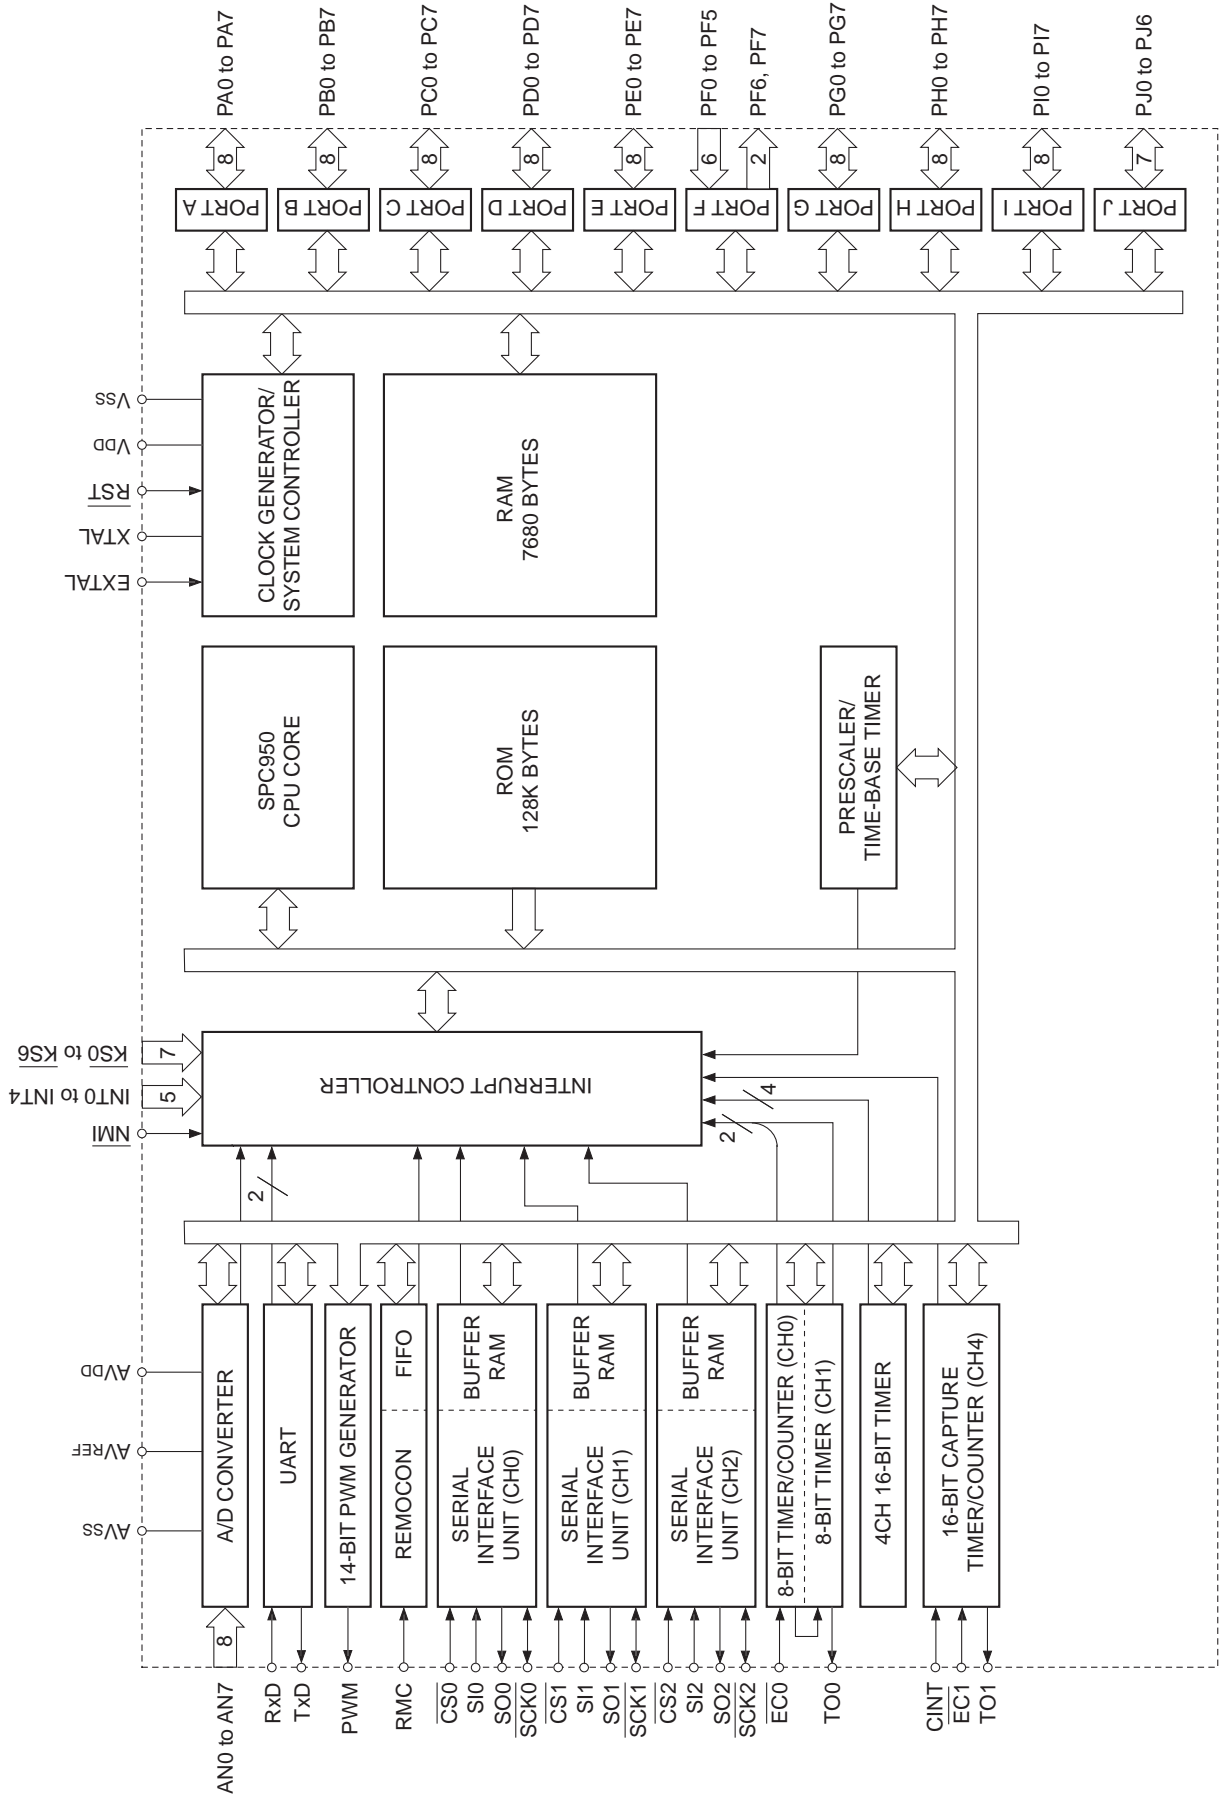 AN0 to AN7
8
A/D CONVERTER
AVSS
AVREF
AVDD
RxD
TxD
UART
2
PWM
14-BIT PWM GENERATOR
RMC
REMOCON
FIFO
CS0
SI0
SO0
SCK0
SERIAL
INTERFACE
UNIT (CH0)
BUFFER
RAM
CS1
SI1
SO1
SCK1
SERIAL
INTERFACE
UNIT (CH1)
BUFFER
RAM
CS2
SI2
SO2
SCK2
SERIAL
INTERFACE
UNIT (CH2)
BUFFER
RAM
EC0
TO0
8-BIT TIMER/COUNTER (CH0)
8-BIT TIMER (CH1)
2
4CH 16-BIT TIMER
4
CINT
EC1
TO1
16-BIT CAPTURE
TIMER/COUNTER (CH4)
NMI
INT0 to INT4
5
KS0 to KS6
7
INTERRUPT CONTROLLER
SPC950
CPU CORE
ROM
128K BYTES
PRESCALER/
TIME-BASE TIMER
EXTAL
XTAL
RST
VDD
VSS
CLOCK GENERATOR/
SYSTEM CONTROLLER
RAM
7680 BYTES
PORT A
8
PA0 to PA7
PORT B
8
PB0 to PB7
PORT C
8
PC0 to PC7
PORT D
8
PD0 to PD7
PORT E
8
PE0 to PE7
PORT F
6
PF0 to PF5
2
PF6, PF7
PORT G
8
PG0 to PG7
PORT H
8
PH0 to PH7
PORT I
8
PI0 to PI7
PORT J
7
PJ0 to PJ6